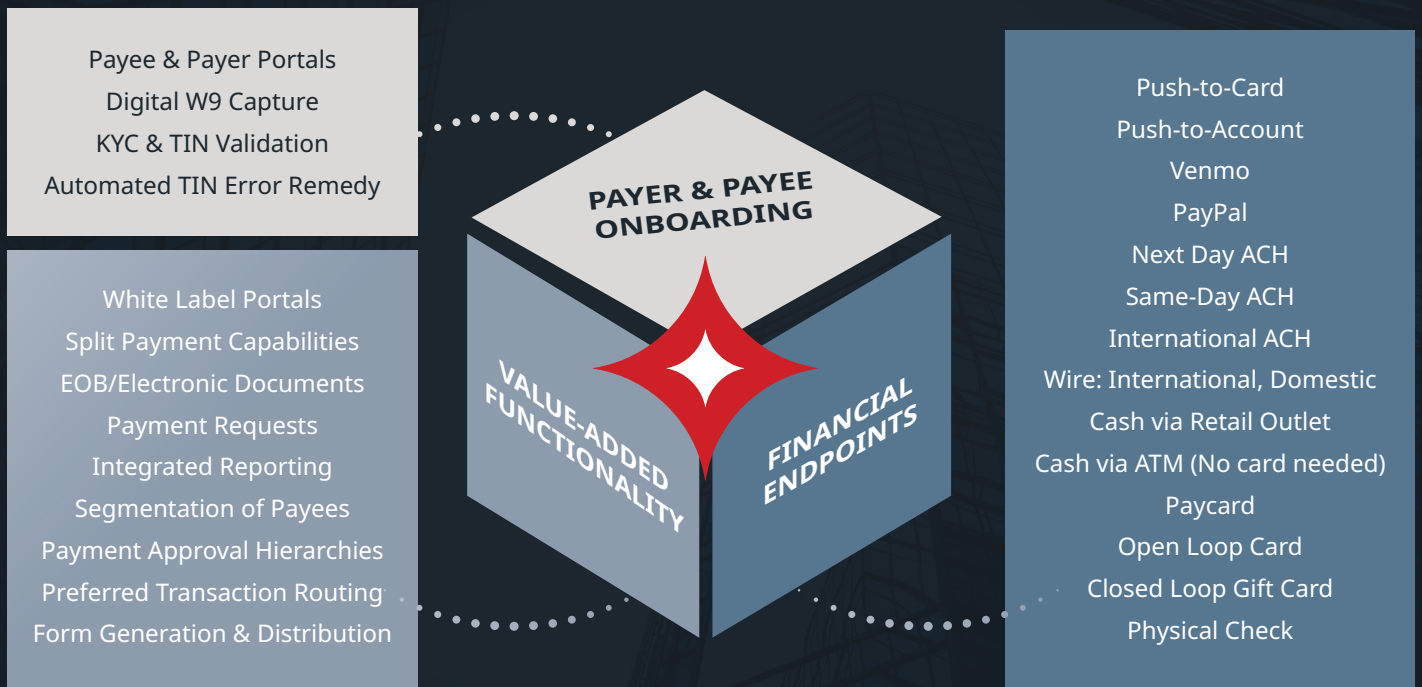 Payee & Payer Portals
Digital W9 Capture
KYC & TIN Validation
Automated TIN Error Remedy
White Label Portals
Split Payment Capabilities
EOB/Electronic Documents
Payment Requests
Integrated Reporting
Segmentation of Payees
Payment Approval Hierarchies
Preferred Transaction Routing
Form Generation & Distribution
PAYER & PAYEE
ONBOARDING
VALUE-ADDED
FUNCTIONALITY
FINANCIAL
ENDPOINTS
Push-to-Card
Push-to-Account
Venmo
PayPal
Next Day ACH
Same-Day ACH
International ACH
Wire: International, Domestic
Cash via Retail Outlet
Cash via ATM (No card needed)
Paycard
Open Loop Card
Closed Loop Gift Card
Physical Check